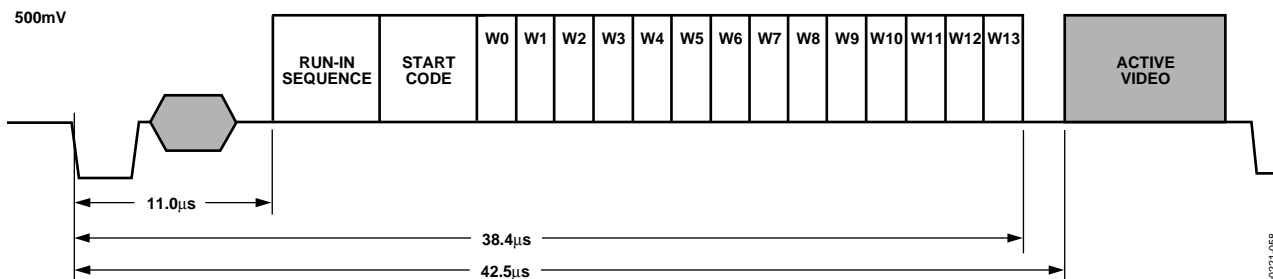 500mV
RUN-IN
SEQUENCE
START
CODE
W0 W1 W2 W3 W4 W5 W6 W7 W8 W9 W10 W11 W12 W13
ACTIVE
VIDEO
11.0μs
38.4μs
42.5μs